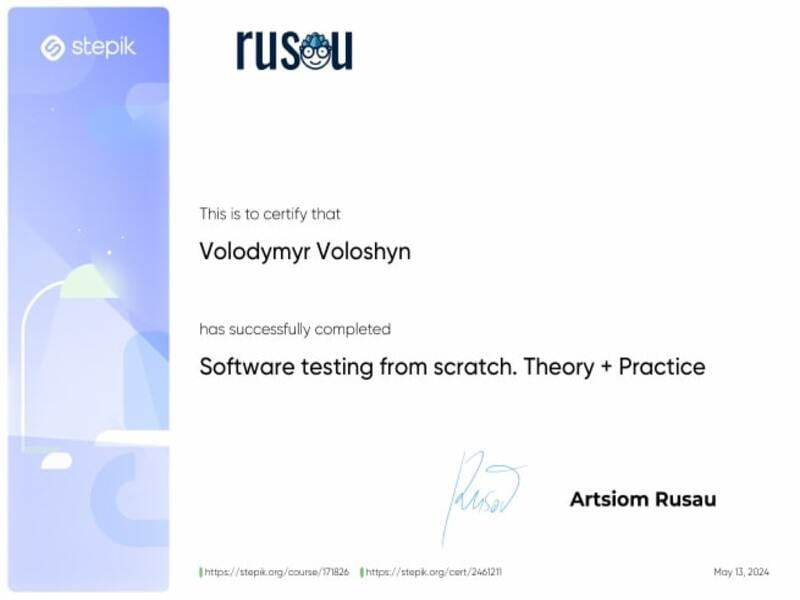 stepik
rusau
This is to certify that
Volodymyr Voloshyn
has successfully completed
Software testing from scratch. Theory + Practice
Rusau
Artsiom Rusau
https://stepik.org/course/171826 https://stepik.org/cert/2461211
May 13, 2024